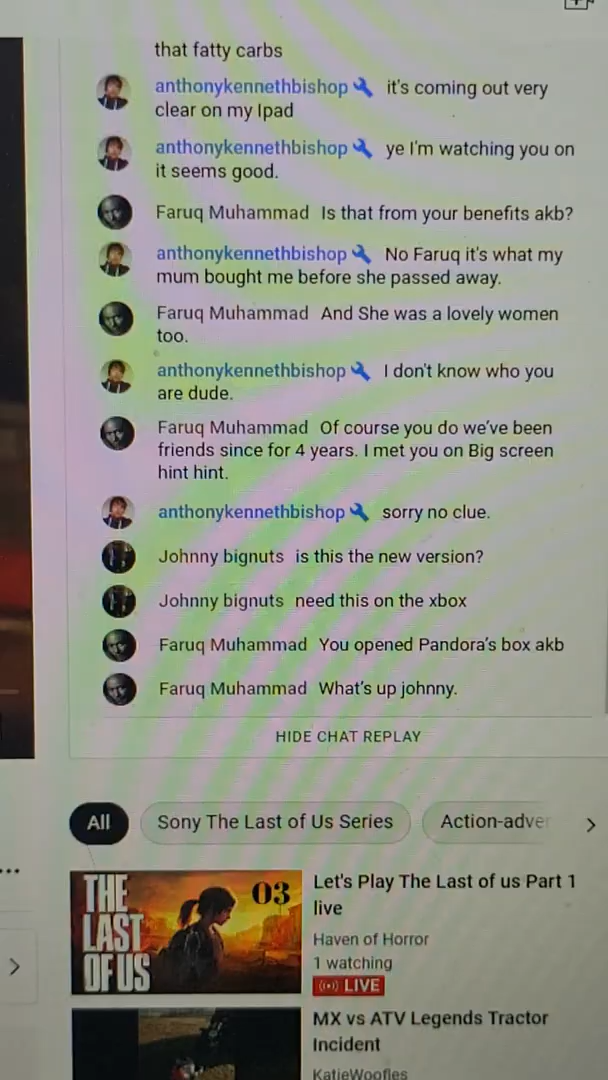 that fatty carbs
anthonykennethbishop it's coming out very
clear on my Ipad
anthonykennethbishop ye I'm watching you on
it seems good.
Faruq Muhammad Is that from your benefits akb?
anthonykennethbishop No Faruq it's what my
mum bought me before she passed away.
Faruq Muhammad And She was a lovely women
too.
anthonykennethbishop I don't know who you
are dude.
Faruq Muhammad Of course you do we've been
friends since for 4 years. I met you on Big screen
hint hint.
anthonykennethbishop sorry no clue.
Johnny bignuts is this the new version?
Johnny bignuts need this on the xbox
Faruq Muhammad You opened Pandora's box akb
Faruq Muhammad What's up johnny.
HIDE CHAT REPLAY
All Sony The Last of Us Series Action-adve
THE
LAST
OF US
03
Let's Play The Last of us Part 1
live
Haven of Horror
1 watching
LIVE
MX vs ATV Legends Tractor
Incident
KatieWoofles